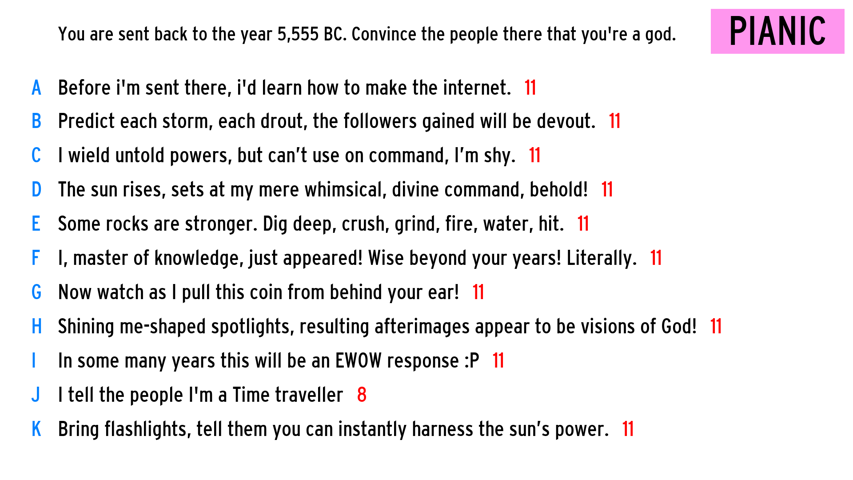 You are sent back to the year 5,555 BC. Convince the people there that you're a god.
PIANIC
A Before i'm sent there, i'd learn how to make the internet. 11
B Predict each storm, each drout, the followers gained will be devout. 11
C I wield untold powers, but can’t use on command, I’m shy. 11
D The sun rises, sets at my mere whimsical, divine command, behold! 11
E Some rocks are stronger. Dig deep, crush, grind, fire, water, hit. 11
F I, master of knowledge, just appeared! Wise beyond your years! Literally. 11
G Now watch as I pull this coin from behind your ear! 11
H Shining me-shaped spotlights, resulting afterimages appear to be visions of God! 11
I In some many years this will be an EWOW response :P 11
J I tell the people I'm a Time traveller 8
K Bring flashlights, tell them you can instantly harness the sun’s power. 11